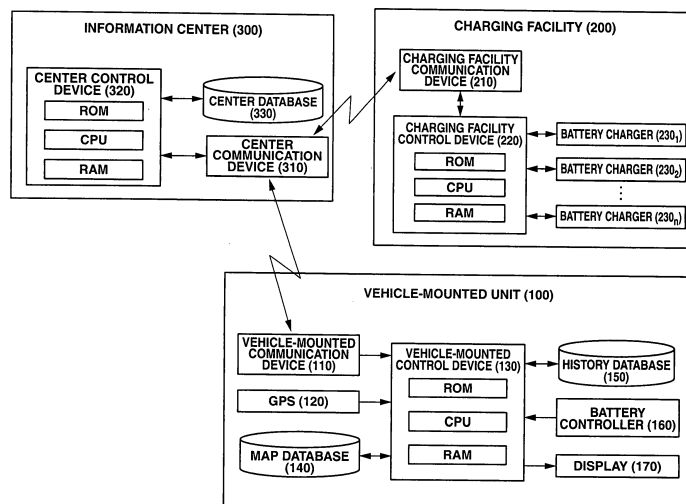 INFORMATION CENTER (300)
CENTER CONTROL
DEVICE (320)
ROM
CPU
RAM
CENTER DATABASE
(330)
CENTER
COMMUNICATION
DEVICE (310)
CHARGING FACILITY (200)
CHARGING FACILITY
COMMUNICATION
DEVICE (210)
CHARGING FACILITY
CONTROL DEVICE (220)
ROM
CPU
RAM
BATTERY CHARGER (230₁)
BATTERY CHARGER (230₂)
⋮
BATTERY CHARGER (230ₙ)
VEHICLE-MOUNTED UNIT (100)
VEHICLE-MOUNTED
COMMUNICATION
DEVICE (110)
GPS (120)
MAP DATABASE
(140)
VEHICLE-MOUNTED
CONTROL DEVICE (130)
ROM
CPU
RAM
HISTORY DATABASE
(150)
BATTERY
CONTROLLER (160)
DISPLAY (170)